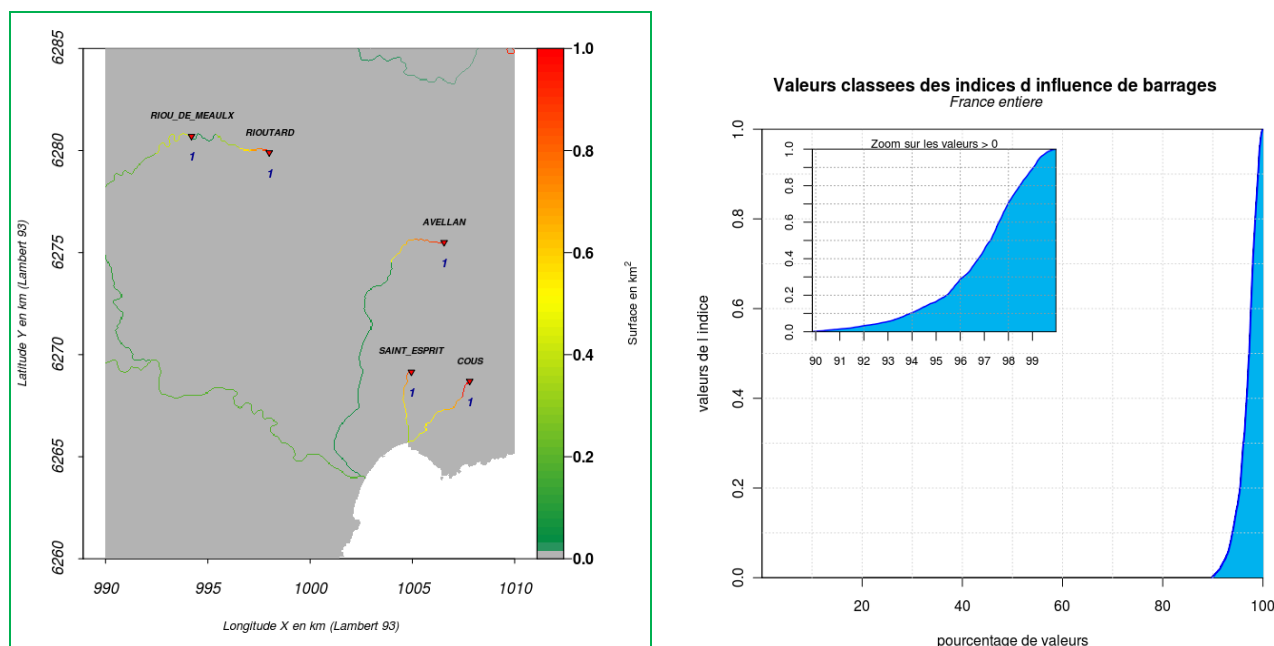 6285
6280
6275
6270
6265
6260
Latitude Y en km (Lambert 93)
RIOU_DE_MEAULX
1
RIOUTARD
1
AVELLAN
1
SAINT_ESPRIT
1
COUS
1
990
995
1000
1005
1010
Longitude X en km (Lambert 93)
1.0
0.8
0.6
0.4
0.2
0.0
Surface en km²
Valeurs classees des indices d influence de barrages
France entiere
1.0
0.8
0.6
0.4
0.2
0.0
valeurs de l indice
Zoom sur les valeurs > 0
1.0
0.8
0.6
0.4
0.2
0.0
90 91 92 93 94 95 96 97 98 99
20 40 60 80 100
pourcentage de valeurs